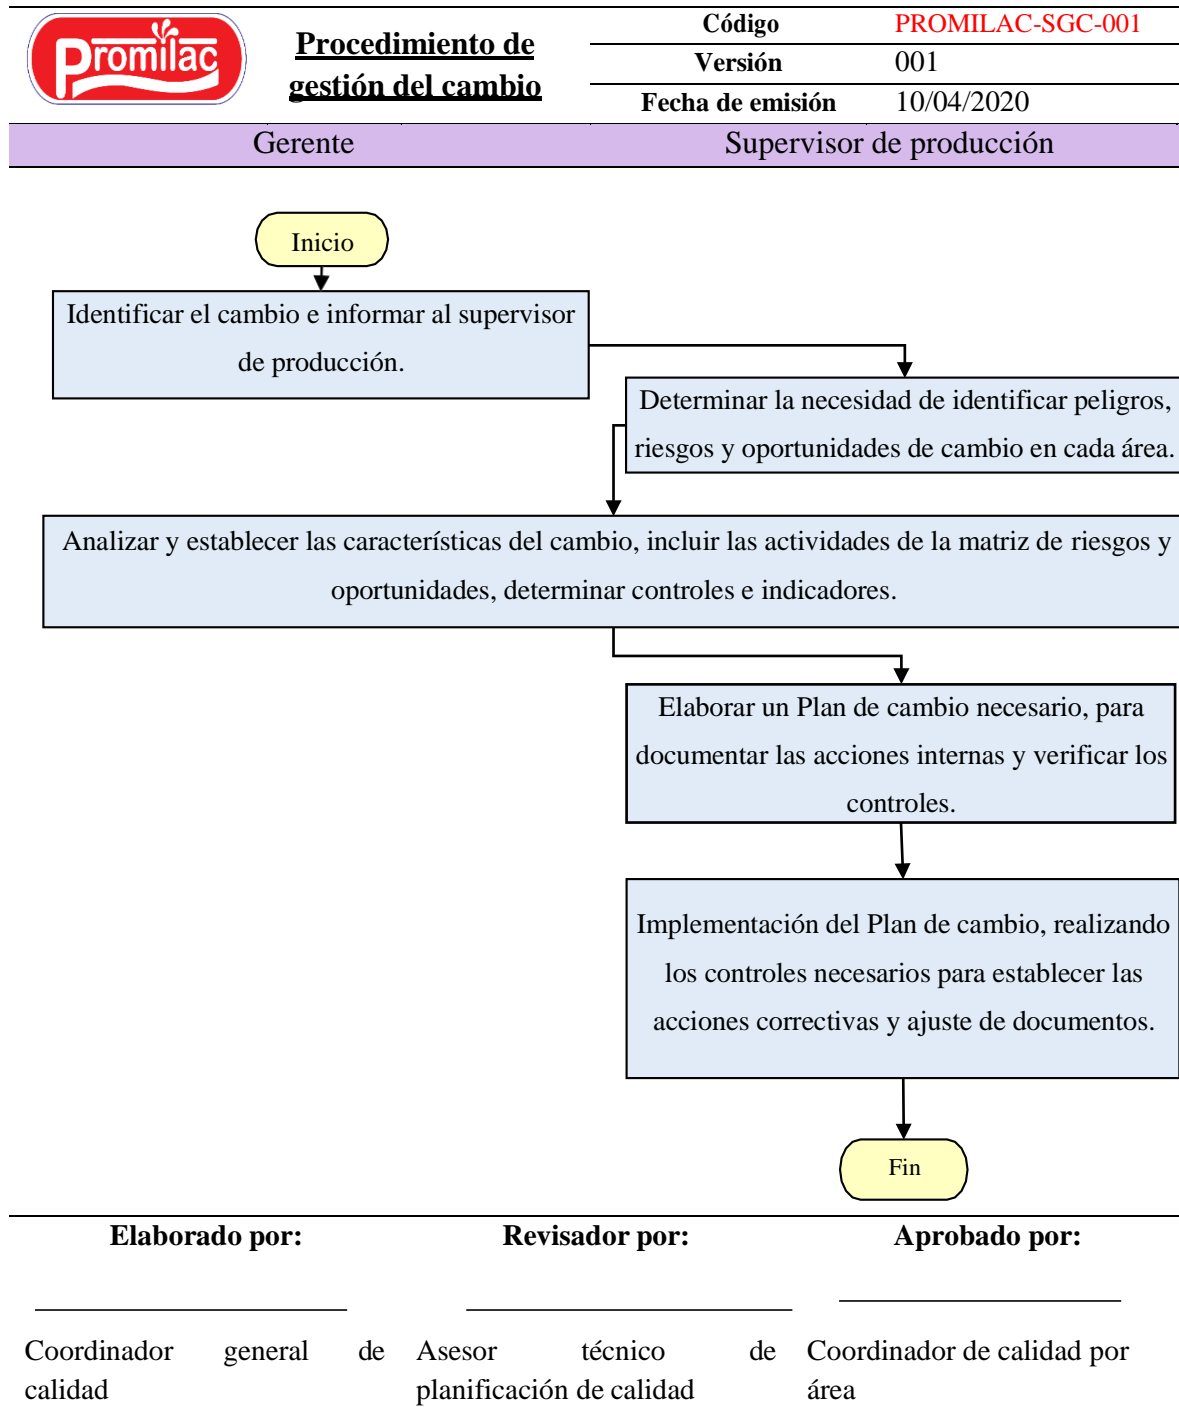 Promilac
Procedimiento de
gestión del cambio
Código PROMILAC-SGC-001
Versión 001
Fecha de emisión 10/04/2020
Gerente Supervisor de producción
Inicio
Identificar el cambio e informar al supervisor
de producción.
Determinar la necesidad de identificar peligros,
riesgos y oportunidades de cambio en cada área.
Analizar y establecer las características del cambio, incluir las actividades de la matriz de riesgos y
oportunidades, determinar controles e indicadores.
Elaborar un Plan de cambio necesario, para
documentar las acciones internas y verificar los
controles.
Implementación del Plan de cambio, realizando
los controles necesarios para establecer las
acciones correctivas y ajuste de documentos.
Fin
Elaborado por: Revisador por: Aprobado por:
Coordinador general de
calidad
Asesor técnico de
planificación de calidad
Coordinador de calidad por
área